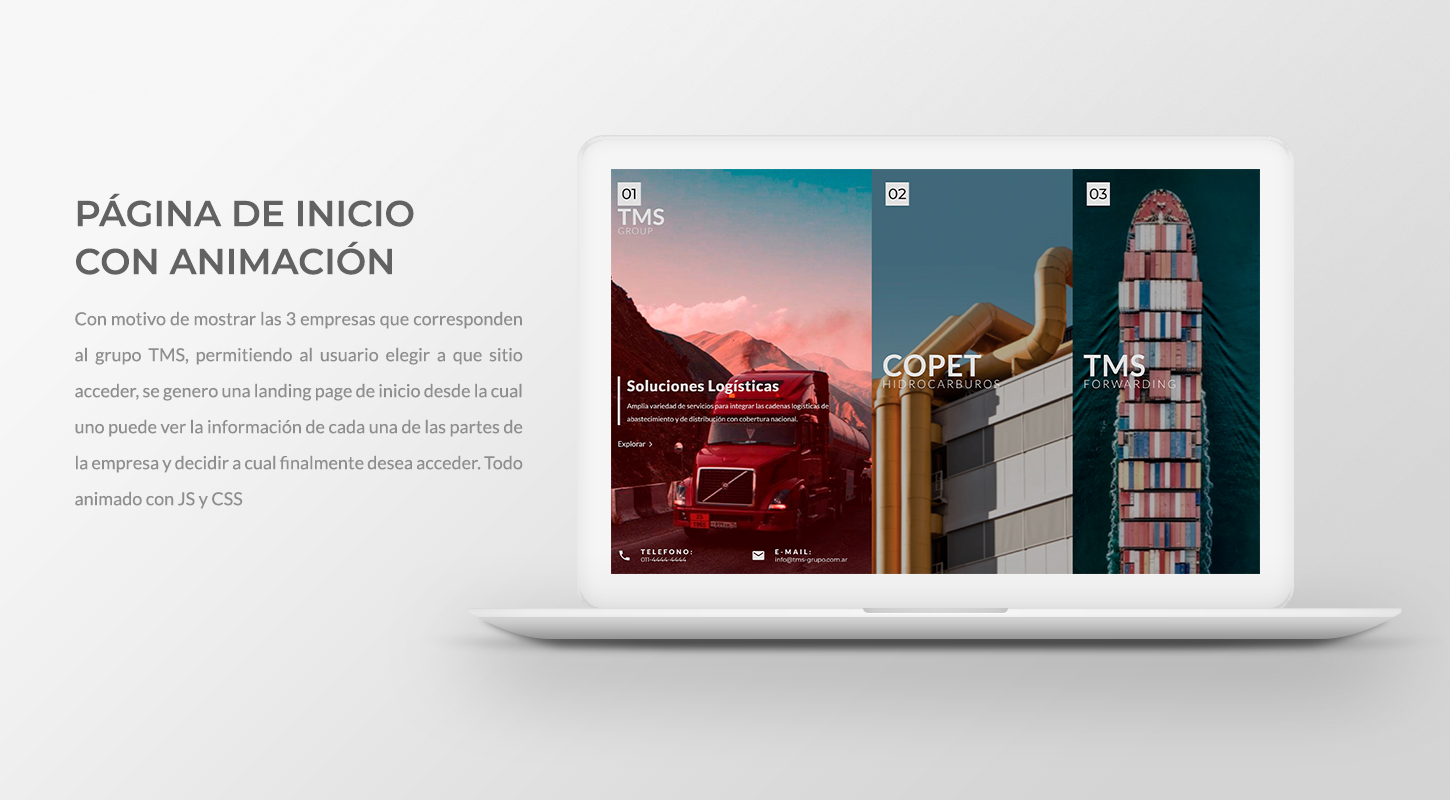 PÁGINA DE INICIO
CON ANIMACIÓN
Con motivo de mostrar las 3 empresas que corresponden
al grupo TMS, permitiendo al usuario elegir a que sitio
acceder, se genero una landing page de inicio desde la cual
uno puede ver la información de cada una de las partes de
la empresa y decidir a cual finalmente desea acceder. Todo
animado con JS y CSS
01
TMS
GROUP
Soluciones Logísticas
Amplia variedad de servicios para integrar las cadenas logísticas de
abastecimiento y de distribución con cobertura nacional.
Explorar >
TELEFONO:
011-4444-4444
E-MAIL:
info@tms-grupo.com.ar
02
COPET
HIDROCARBUROS
03
TMS
FORWARDING